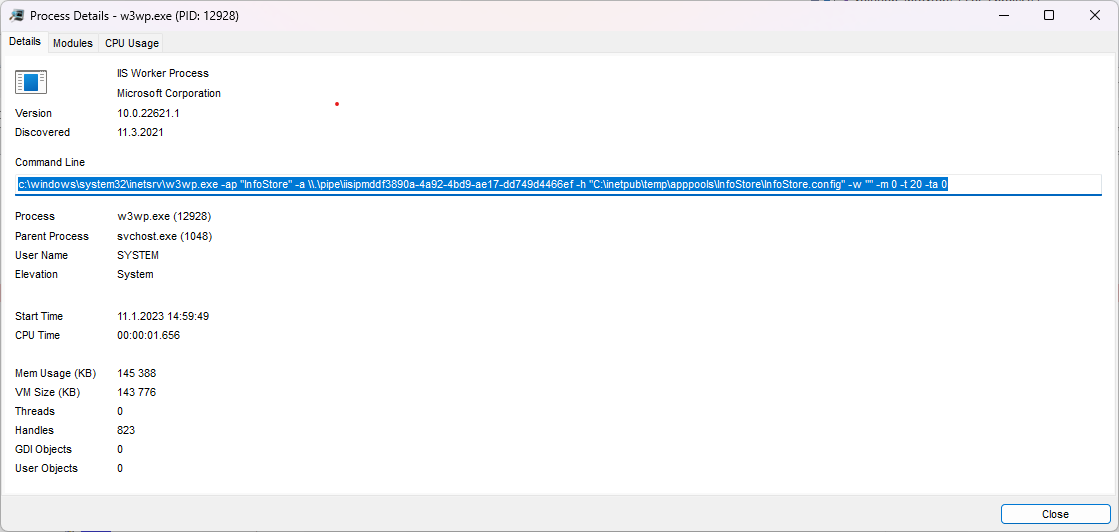 Process Details - w3wp.exe (PID: 12928)
Details Modules CPU Usage
IIS Worker Process
Microsoft Corporation
Version 10.0.22621.1
Discovered 11.3.2021
Command Line
c:\windows\system32\inetsrv\w3wp.exe -ap "InfoStore" -a \\.\pipe\iisipmddf3890a-4a92-4bd9-ae17-dd749d4466ef -h "C:\inetpub\temp\apppools\InfoStore\InfoStore.config" -w "" -m 0 -t 20 -ta 0
Process w3wp.exe (12928)
Parent Process svchost.exe (1048)
User Name SYSTEM
Elevation System
Start Time 11.1.2023 14:59:49
CPU Time 00:00:01.656
Mem Usage (KB) 145 388
VM Size (KB) 143 776
Threads 0
Handles 823
GDI Objects 0
User Objects 0
Close